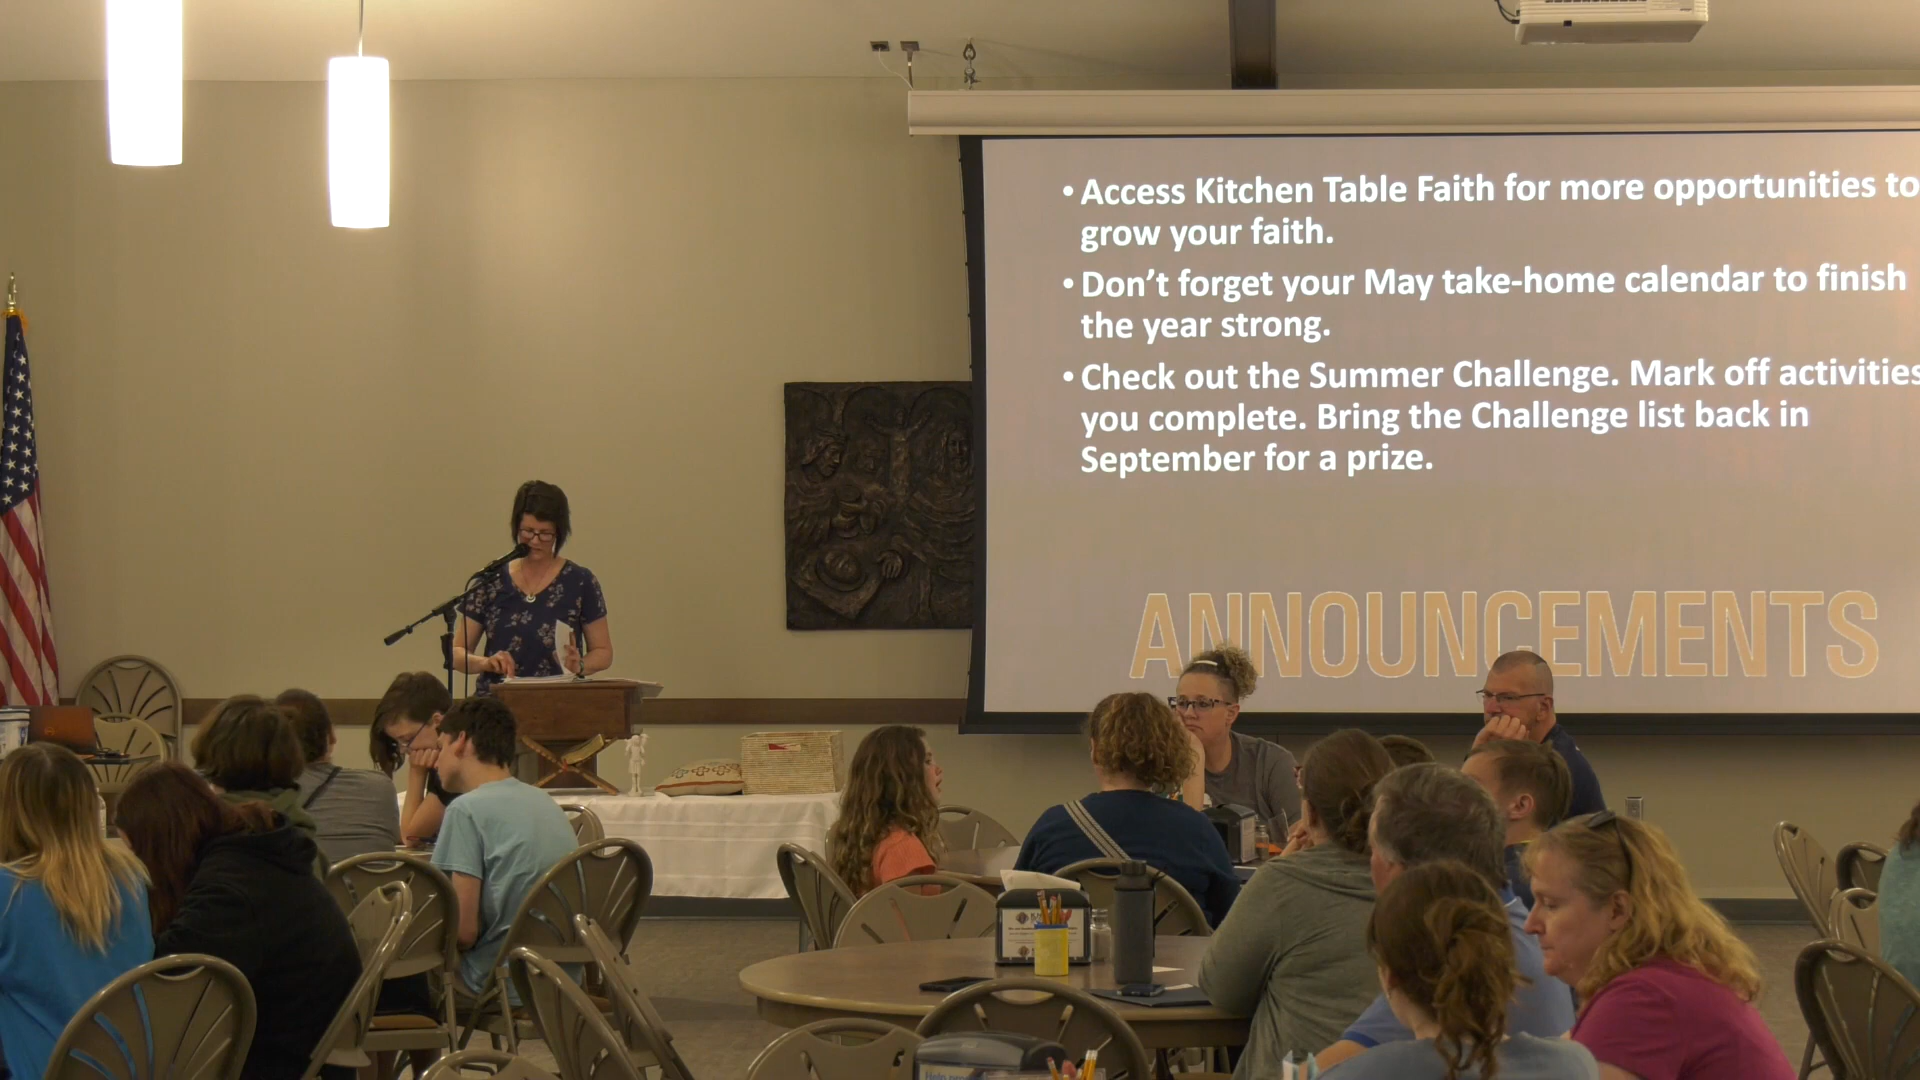 • Access Kitchen Table Faith for more opportunities to
grow your faith.
• Don’t forget your May take-home calendar to finish
the year strong.
• Check out the Summer Challenge. Mark off activities
you complete. Bring the Challenge list back in
September for a prize.
ANNOUNCEMENTS